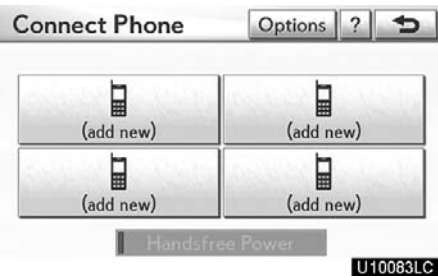 Connect Phone Options ?
(add new) (add new)
(add new) (add new)
Handsfree Power
U10083LC